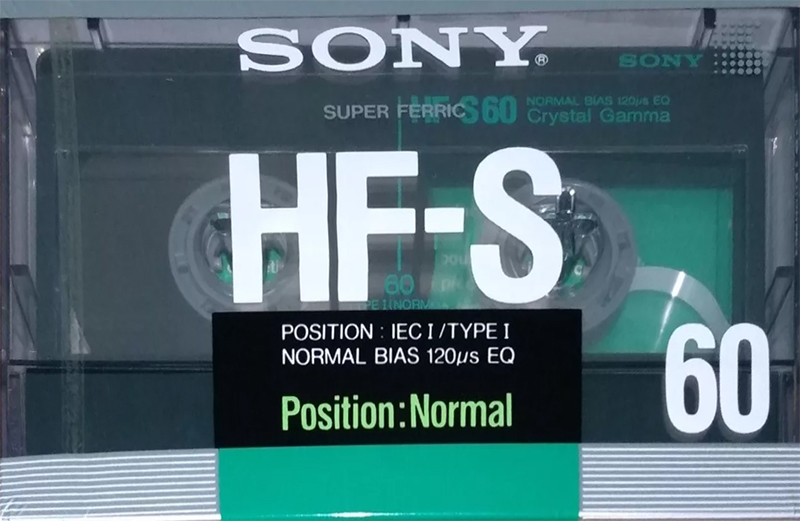 SONY®
SONY
SUPER FERRIC
HF-S60 NORMAL BIAS 120µs EQ
Crystal Gamma
HF-S
60
POSITION : IEC I/TYPE I
NORMAL BIAS 120µs EQ
Position:Normal
60